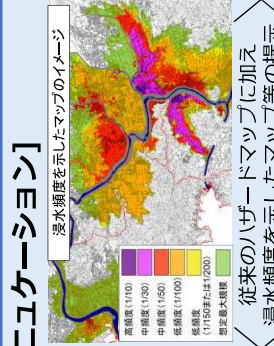 ニュケーション]
浸水頻度を示したマップのイメージ
高頻度(1/10)
中頻度(1/30)
中頻度(1/50)
低頻度(1/100)
低頻度
(1/150または1/200)
想定最大規模
従来のハザードマップに加え
浸水頻度を示したマップ等の提示